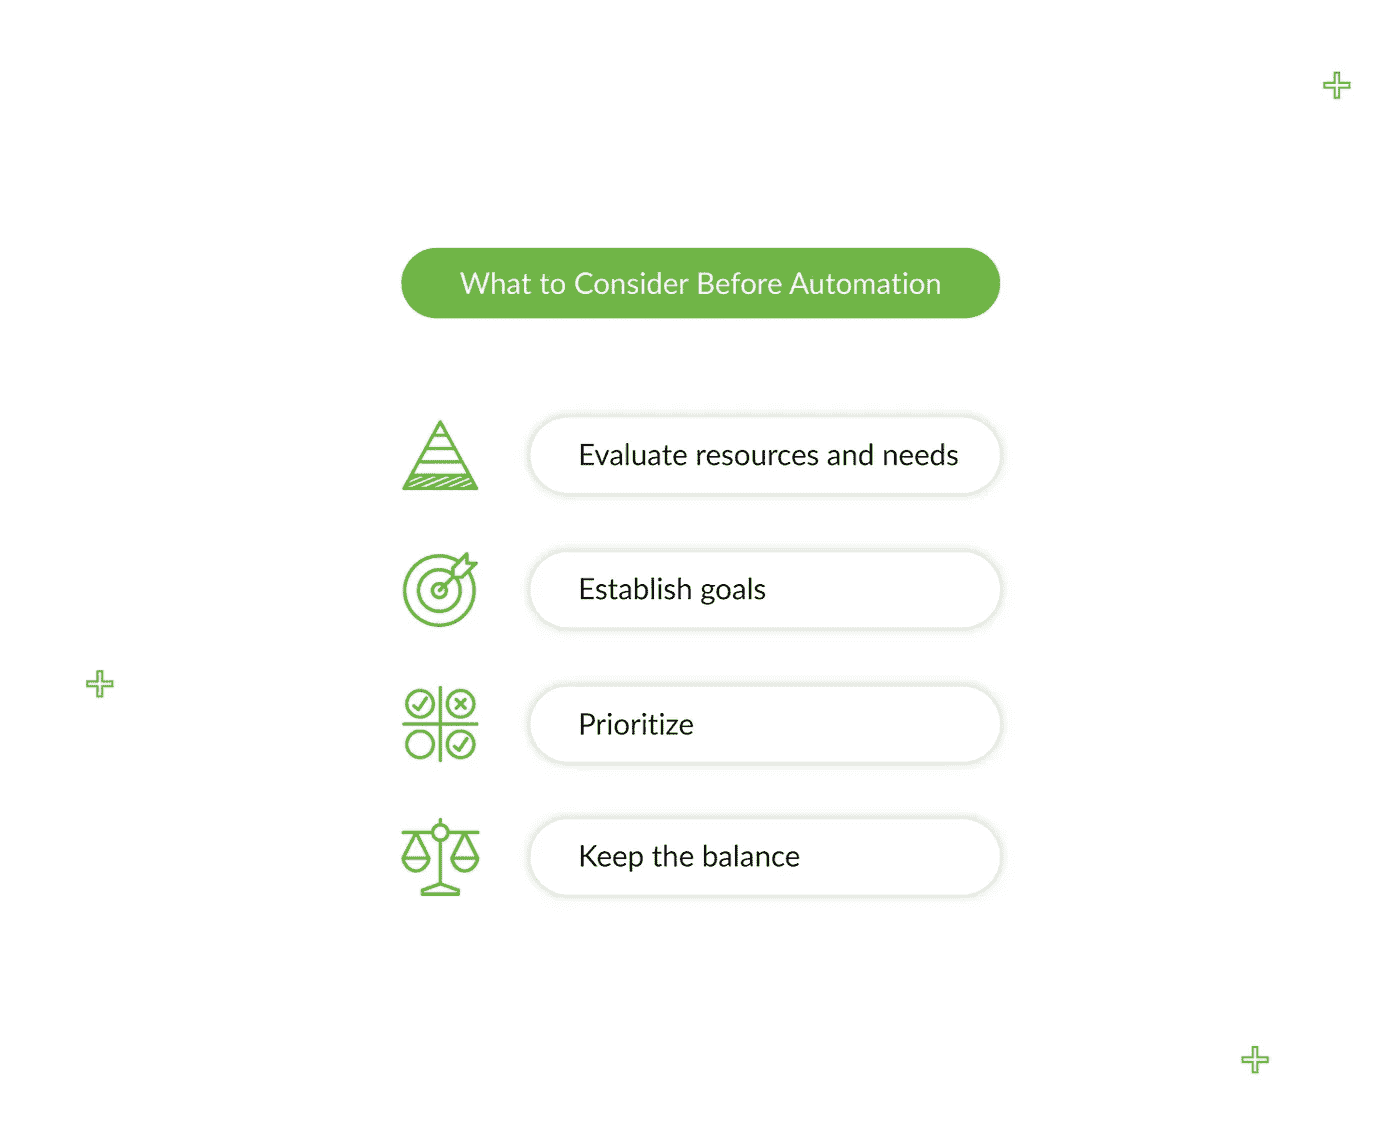 What to Consider Before Automation
Evaluate resources and needs
Establish goals
Prioritize
Keep the balance